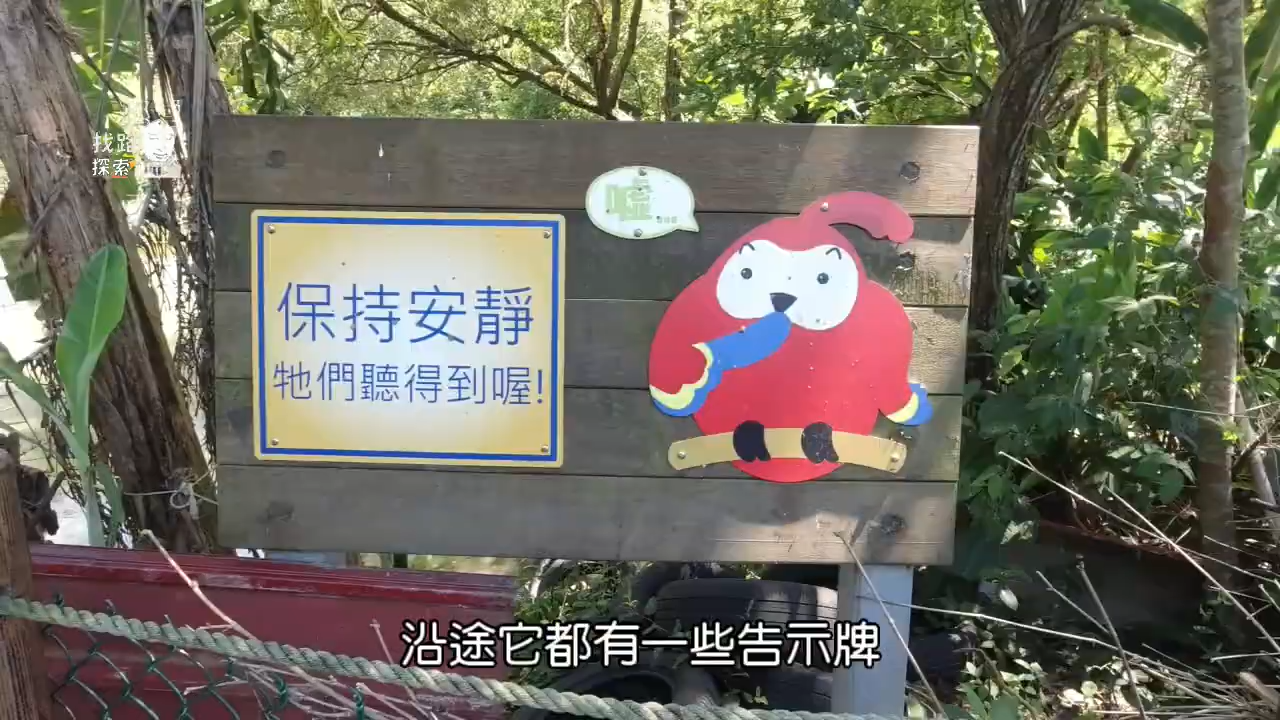 找路
探索
噓
保持安靜
牠們聽得到喔!
沿途它都有一些告示牌